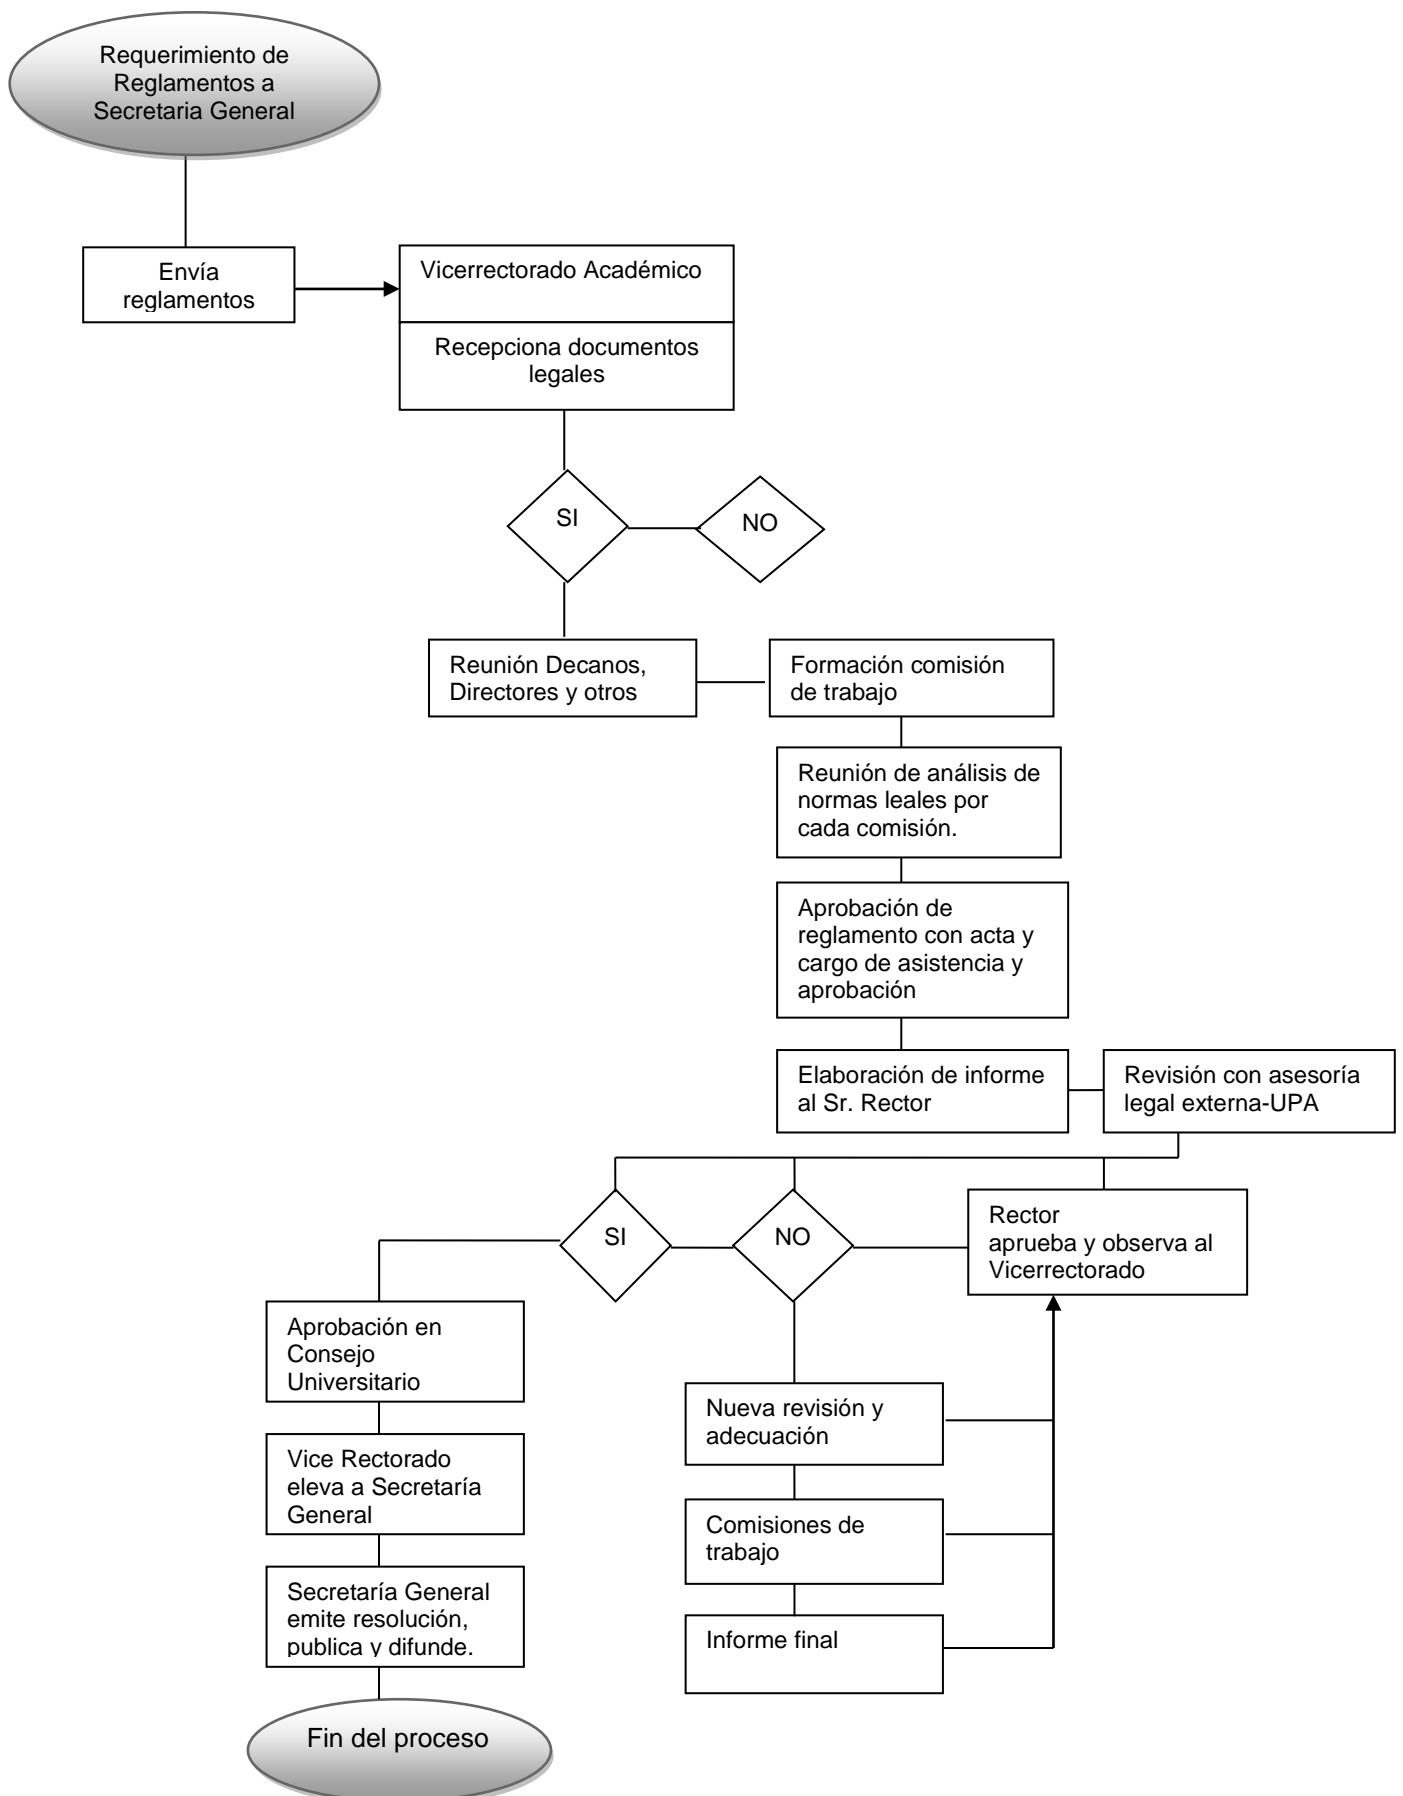 Requerimiento de
Reglamentos a
Secretaria General
Envía
reglamentos
Vicerrectorado Académico
Recepciona documentos
legales
SI
NO
Reunión Decanos,
Directores y otros
Formación comisión
de trabajo
Reunión de análisis de
normas leales por
cada comisión.
Aprobación de
reglamento con acta y
cargo de asistencia y
aprobación
Elaboración de informe
al Sr. Rector
Revisión con asesoría
legal externa-UPA
SI
NO
Rector
aprueba y observa al
Vicerrectorado
Aprobación en
Consejo
Universitario
Nueva revisión y
adecuación
Vice Rectorado
eleva a Secretaría
General
Comisiones de
trabajo
Secretaría General
emite resolución,
publica y difunde.
Informe final
Fin del proceso